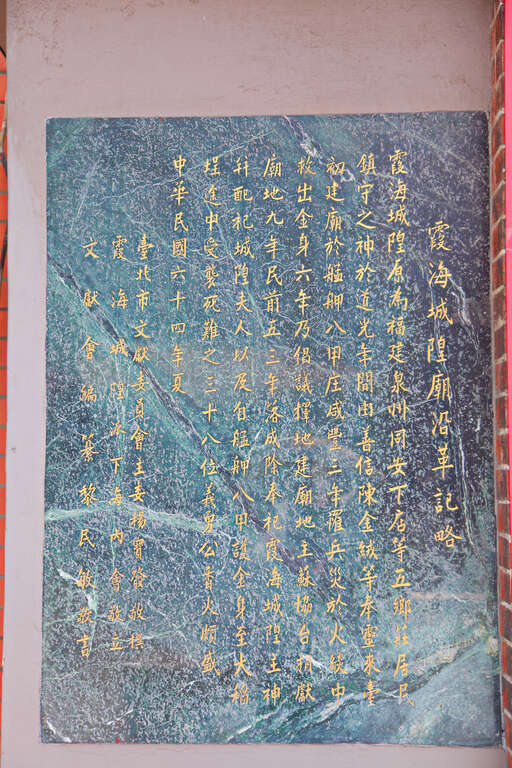 霞海城隍廟沿革記略
霞海城隍原為福建泉州同安下店等五鄉莊居民
鎮守之神於道光年間由善信陳金絨等奉靈來臺
初建廟於艋舺八甲庄咸豐三年罹兵災於火燄中
救出金身六年乃倡議擇地建廟地主蘇協台捐獻
廟地九年民前五三年落成除奉祀霞海城隍主神
并配祀城隍夫人以及自艋舺八甲護金身至大稻
埕途中受襲死難之三十八位義勇公香火頗盛
中華民國六十四年夏
臺北市文獻委員會主委楊寶發敬撰
霞海城隍派下海內會敬立
文獻會編纂黎民敏敬書